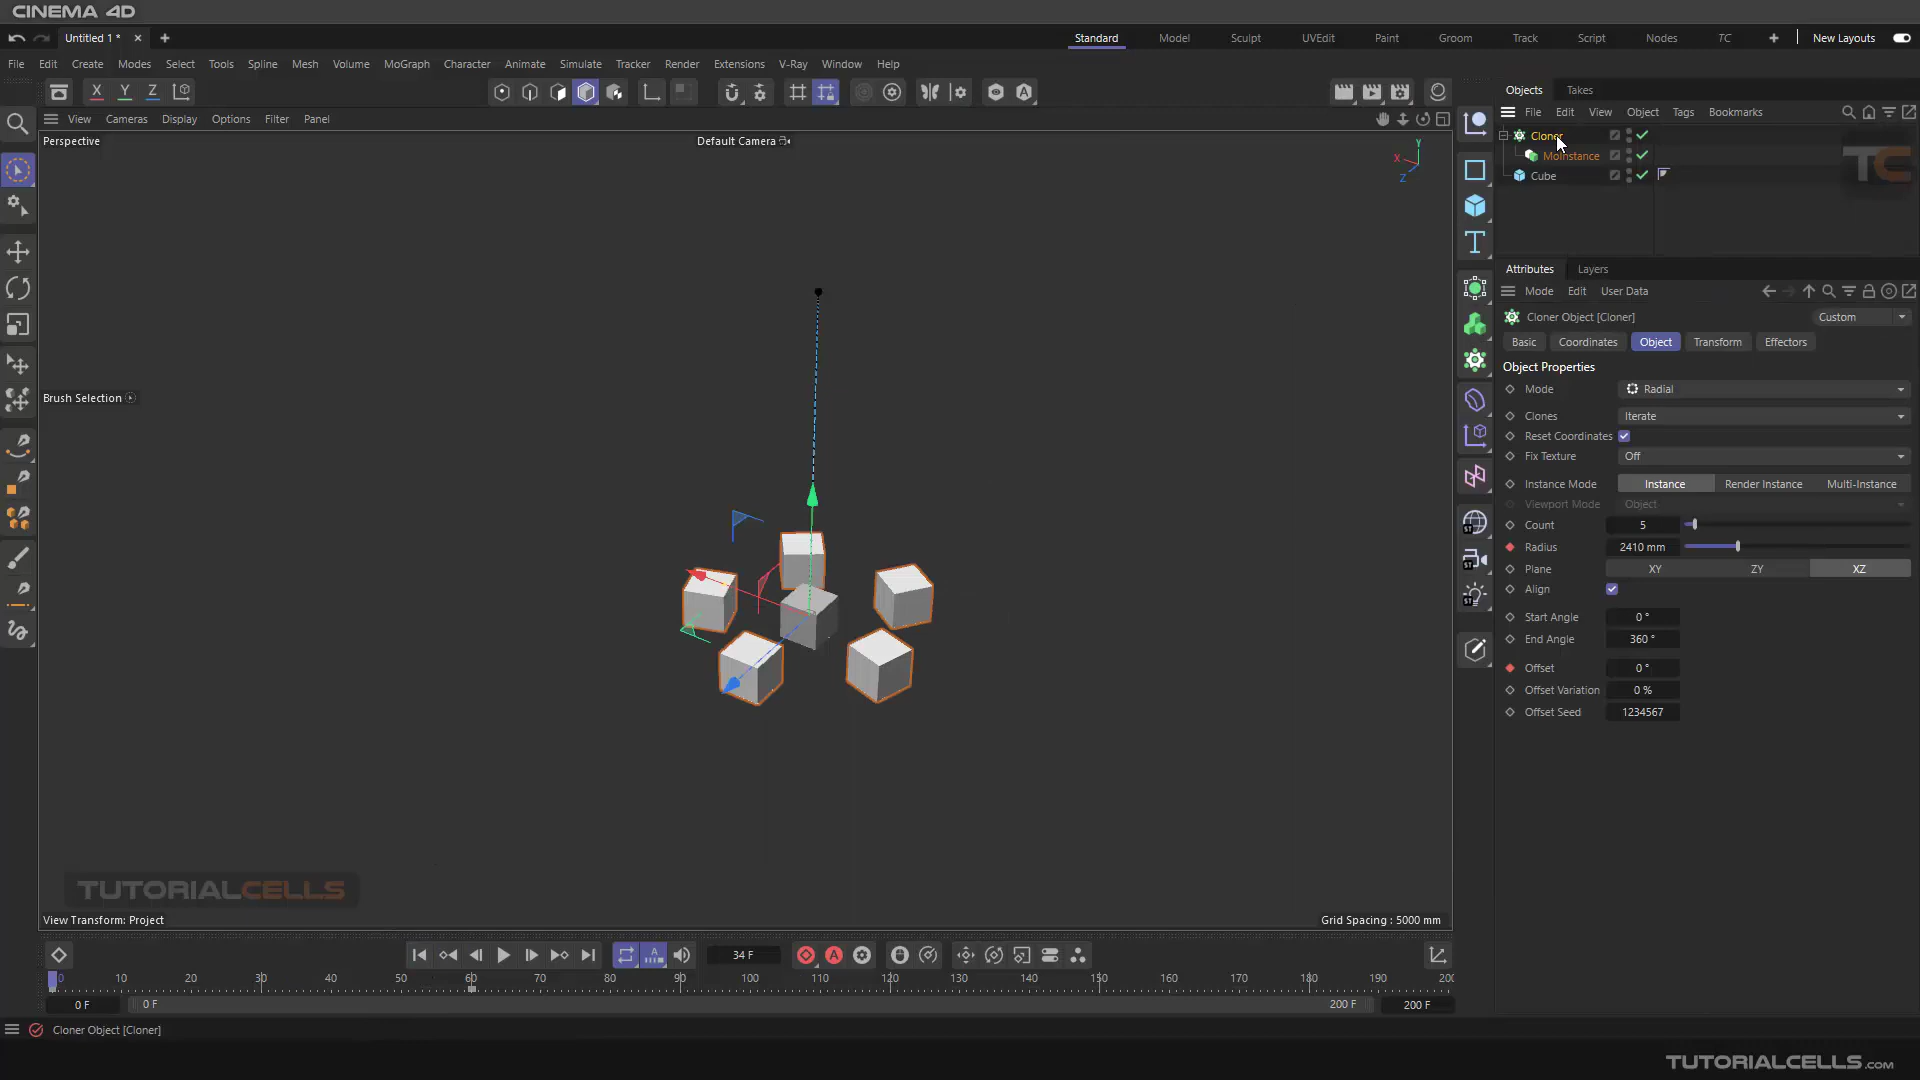 CINEMA 4D
Untitled 1 *
Standard Model Sculpt UVEdit Paint Groom Track Script Nodes TC New Layouts
File Edit Create Modes Select Tools Spline Mesh Volume MoGraph Character Animate Simulate Tracker Render Extensions V-Ray Window Help
X Y Z
Objects Takes
View Cameras Display Options Filter Panel
File Edit View Object Tags Bookmarks
Perspective
Default Camera
Cloner
MoInstance
Cube
TC
Y
X
Z
Attributes Layers
Mode Edit User Data
Cloner Object [Cloner]
Custom
Basic Coordinates Object Transform Effectors
Object Properties
Mode Radial
Brush Selection
Clones Iterate
Reset Coordinates
Fix Texture Off
Instance Mode Instance Render Instance Multi-Instance
Viewport Mode Object
Count 5
Radius 2410 mm
Plane XY ZY XZ
Align
Start Angle 0 °
End Angle 360 °
Offset 0 °
Offset Variation 0 %
Offset Seed 1234567
TUTORIALCELLS
View Transform: Project
Grid Spacing : 5000 mm
34 F
0 10 20 30 40 50 60 70 80 90 100 110 120 130 140 150 160 170 180 190 200
0 F 0 F 200 F 200 F
Cloner Object [Cloner]
TUTORIALCELLS.COM